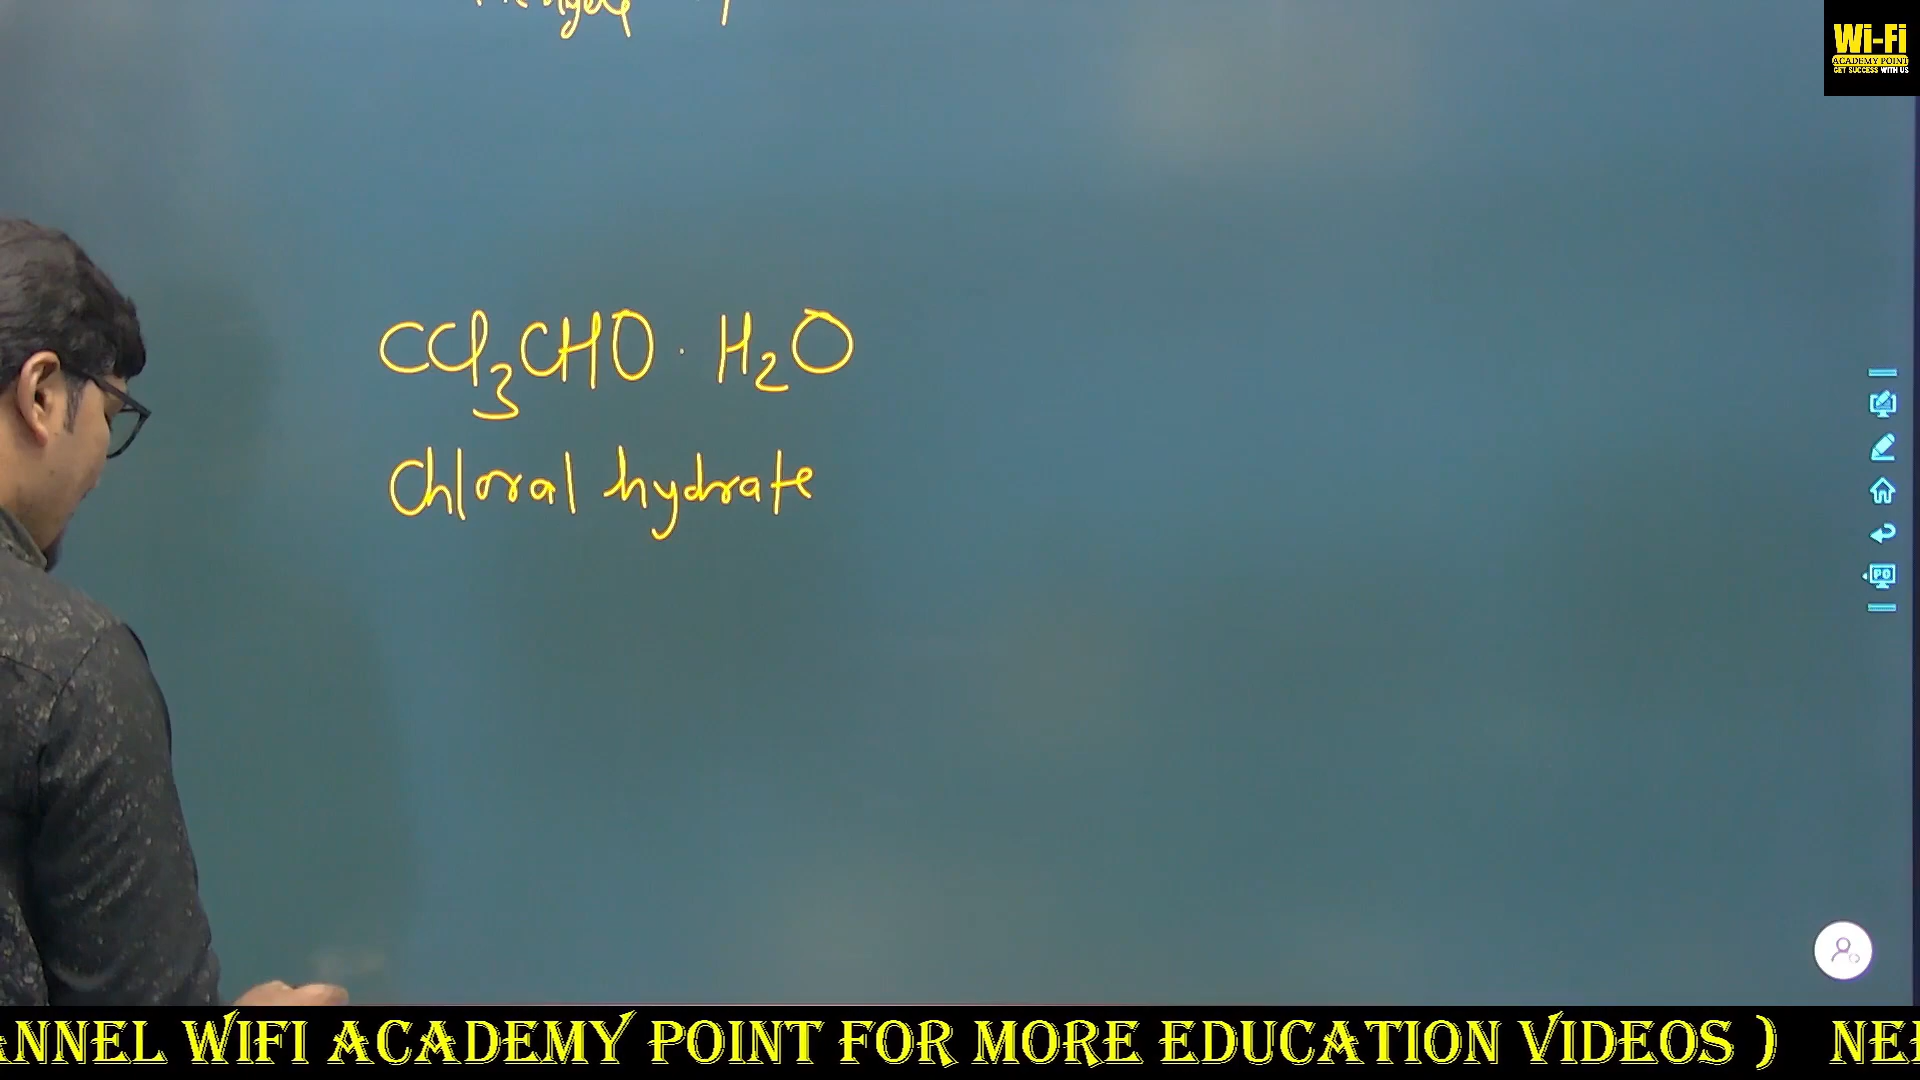 Wi-Fi
ACADEMY POINT
GET SUCCESS WITH US
CCl3CHO · H2O
Chloral hydrate
ANNEL WIFI ACADEMY POINT FOR MORE EDUCATION VIDEOS )